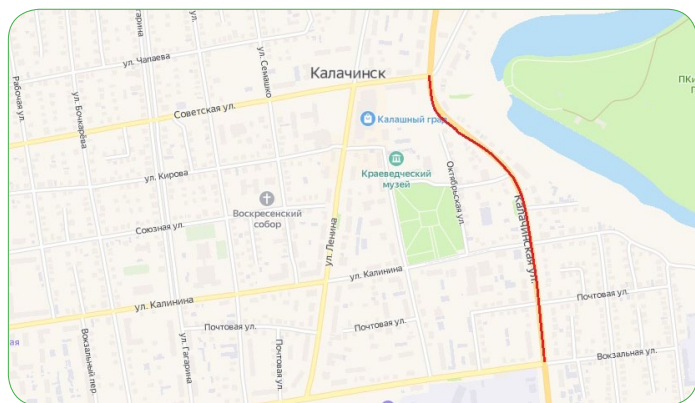 Гагарина
ул.
ул. Чапаева
ул. Семашко
Калачинск
Рабочая ул.
ул. Бочкарёва
Советская ул.
Калашный град
Краеведческий
музей
ул. Кирова
Октябрьская ул.
Воскресенский
собор
Союзная ул.
ул. Ленина
Калачинская ул.
ул. Калинина
ул. Калинина
Почтовая ул.
Почтовая ул.
Почтовая ул.
Вокзальная ул.
Вокзальный пер.
ул. Гагарина
Почтовая ул.